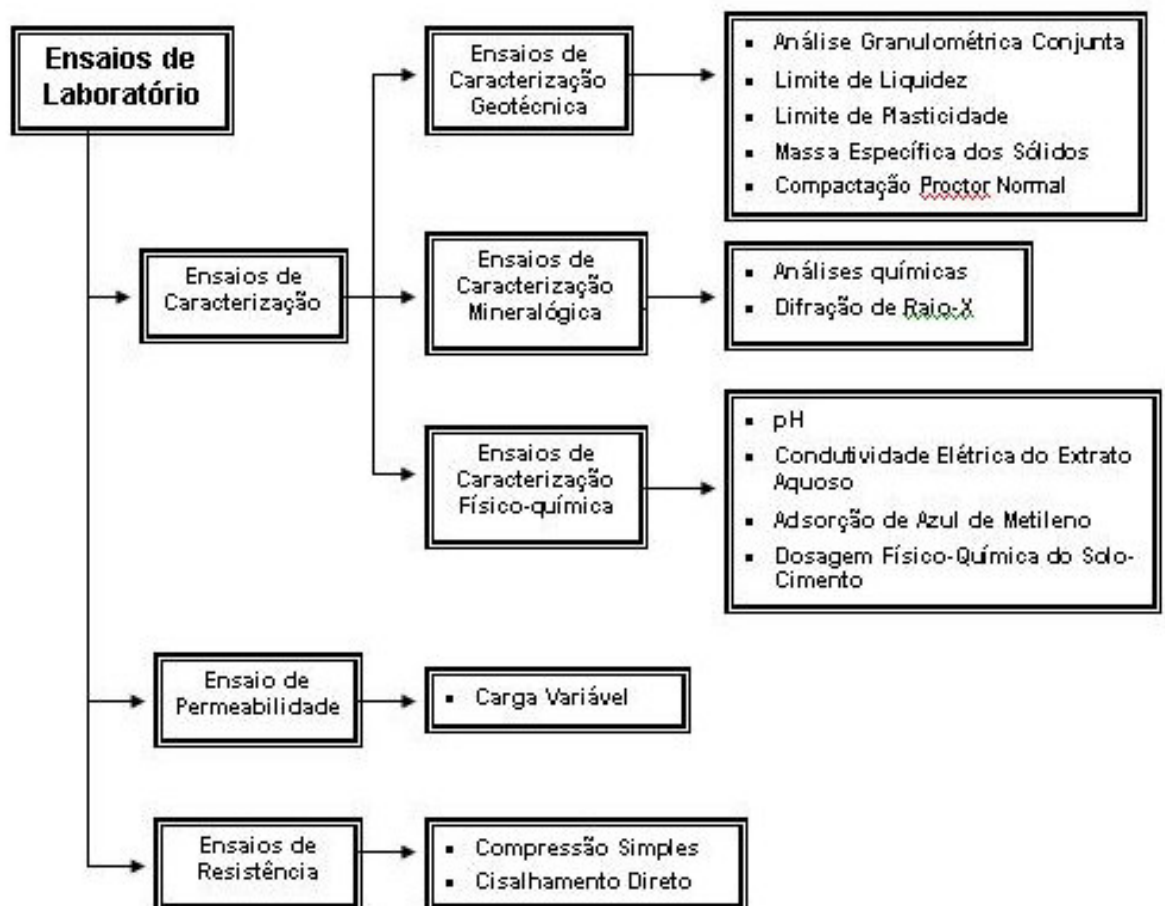 Ensaios de
Laboratório
Ensaios de
Caracterização
Ensaios de
Caracterização
Geotécnica
▪ Análise Granulométrica Conjunta
▪ Limite de Liquidez
▪ Limite de Plasticidade
▪ Massa Específica dos Sólidos
▪ Compactação Proctor Normal
Ensaios de
Caracterização
Mineralógica
▪ Análises químicas
▪ Difração de Raio-X
Ensaios de
Caracterização
Físico-química
▪ pH
▪ Condutividade Elétrica do Extrato
Aquoso
▪ Adsorção de Azul de Metileno
▪ Dosagem Físico-Química do Solo-
Cimento
Ensaio de
Permeabilidade
▪ Carga Variável
Ensaios de
Resistência
▪ Compressão Simples
▪ Cisalhamento Direto